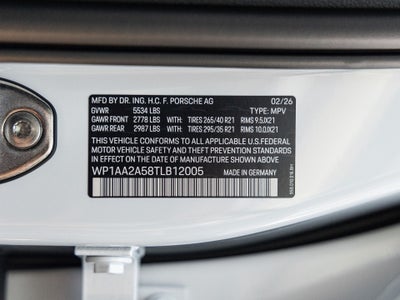 MFD BY DR. ING. H.C. F. PORSCHE AG 02/26
GVWR 5534 LBS TYPE: MPV
GAWR FRONT 2778 LBS WITH: TIRES 265/40 R21 WITH: RIMS 9.5JX21
GAWR REAR 2987 LBS WITH: TIRES 295/35 R21 WITH: RIMS 10.0JX21
THIS VEHICLE CONFORMS TO ALL APPLICABLE
U.S.FEDERAL MOTOR VEHICLE SAFETY STANDARDS
IN EFFECT ON THE DATE OF MANUFACTURE SHOWN ABOVE
WP1AA2A58TLB12005 MADE IN GERMANY